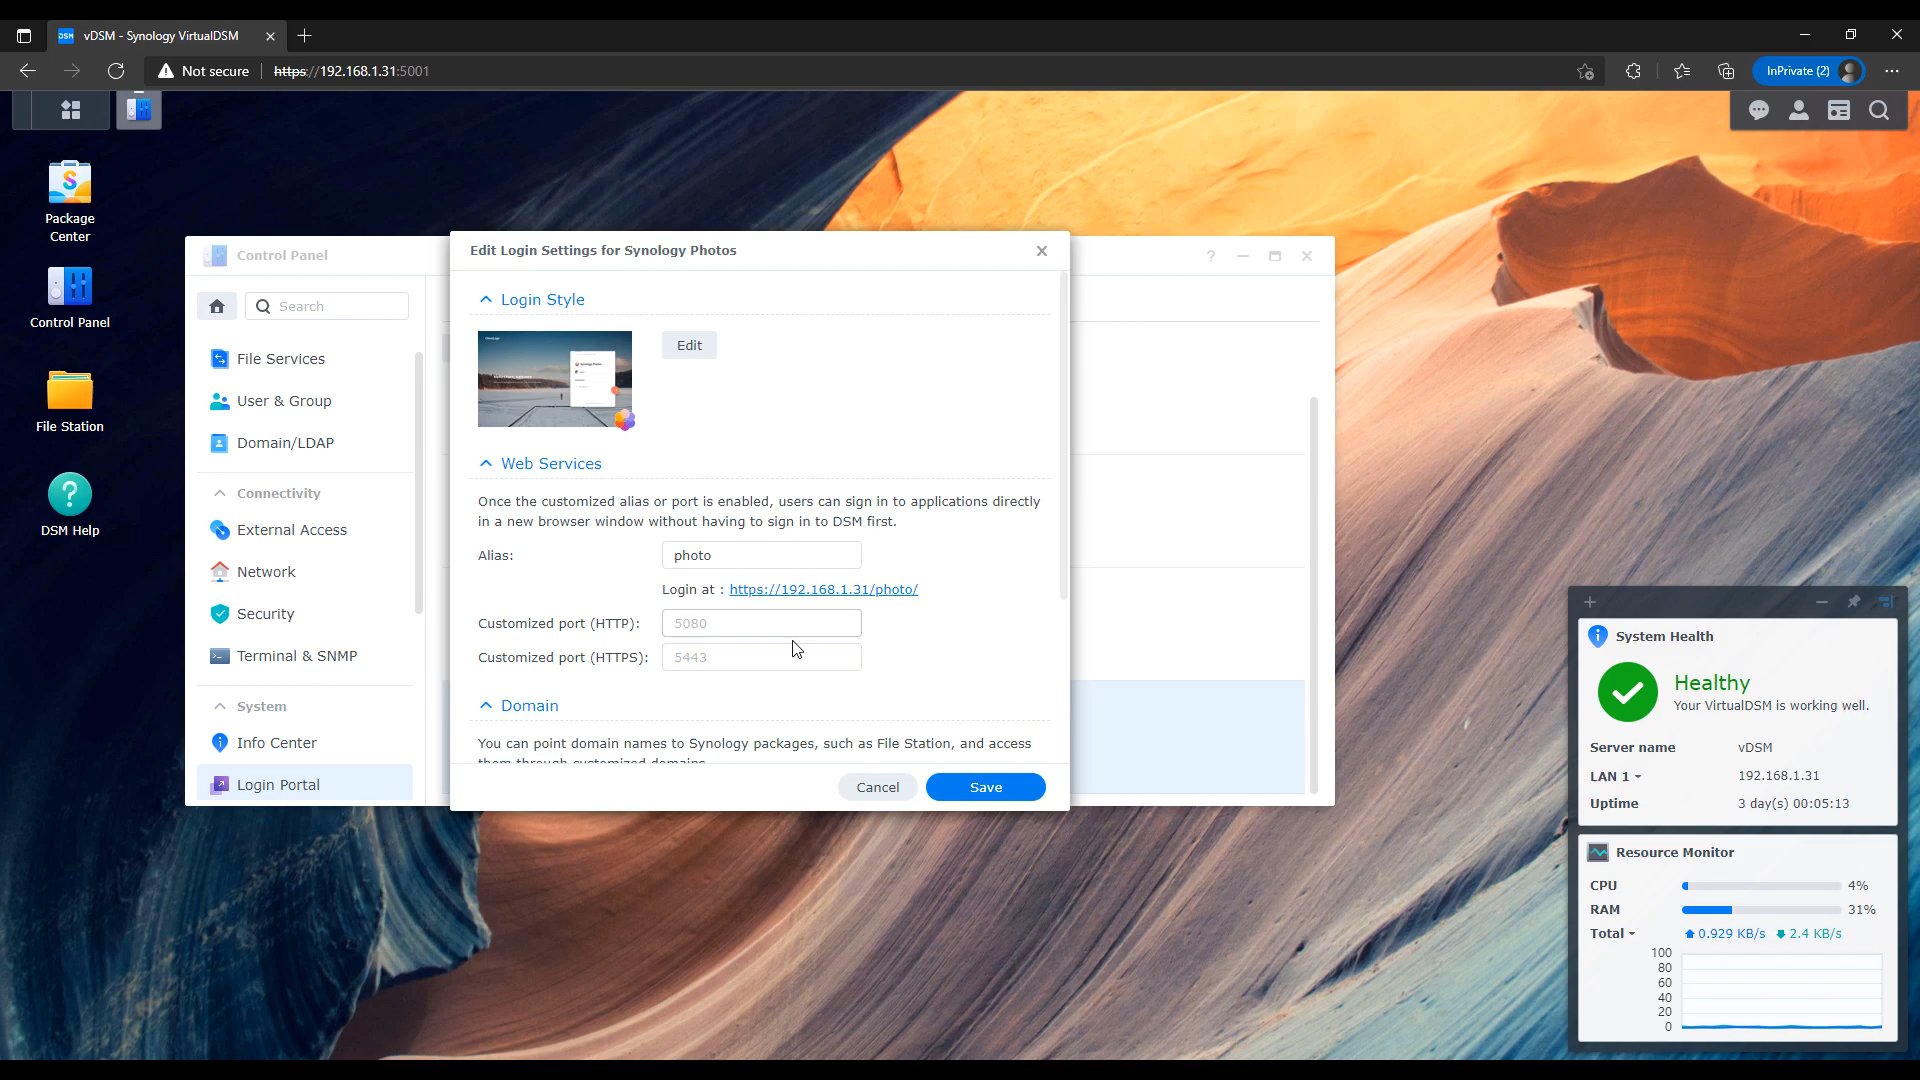 DSM
vDSM - Synology VirtualDSM
Not secure
https://192.168.1.31:5001
InPrivate (2)
Package
Center
Control Panel
File Station
DSM Help
Control Panel
Search
File Services
User & Group
Domain/LDAP
Connectivity
External Access
Network
Security
Terminal & SNMP
System
Info Center
Login Portal
Edit Login Settings for Synology Photos
Login Style
Edit
Web Services
Once the customized alias or port is enabled, users can sign in to applications directly
in a new browser window without having to sign in to DSM first.
Alias:
photo
Login at : https://192.168.1.31/photo/
Customized port (HTTP):
5080
Customized port (HTTPS):
5443
Domain
You can point domain names to Synology packages, such as File Station, and access
them through customized domains.
Cancel
Save
System Health
Healthy
Your VirtualDSM is working well.
Server name
vDSM
LAN 1
192.168.1.31
Uptime
3 day(s) 00:05:13
Resource Monitor
CPU
4%
RAM
31%
Total
0.929 KB/s
2.4 KB/s
100
80
60
40
20
0